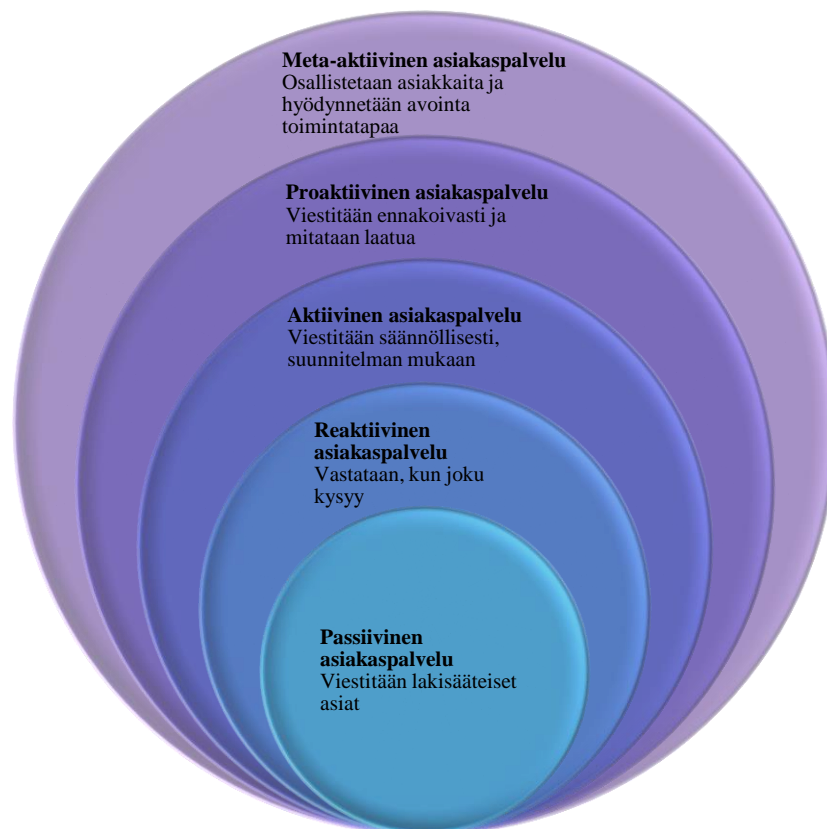 Meta-aktiivinen asiakaspalvelu
Osallistetaan asiakkaita ja
hyödynnetään avointa
toimintatapaa
Proaktiivinen asiakaspalvelu
Viestitään ennakoivasti ja
mitataan laatua
Aktiivinen asiakaspalvelu
Viestitään säännöllisesti,
suunnitelman mukaan
Reaktiivinen
asiakaspalvelu
Vastataan, kun joku
kysyy
Passiivinen
asiakaspalvelu
Viestitään lakisääteiset
asiat